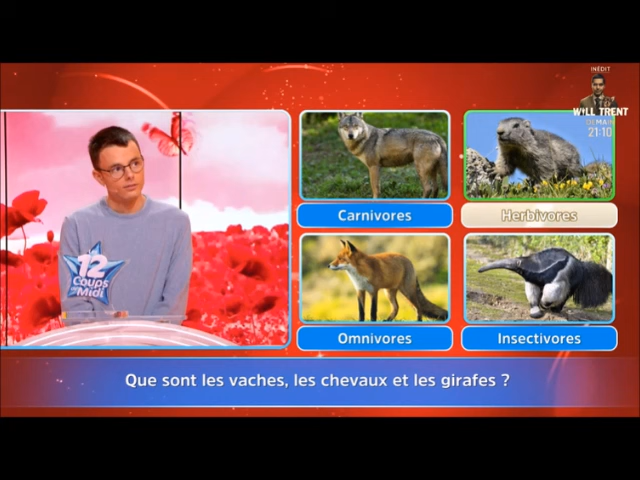 INÉDIT
WILL TRENT
DEMAIN
21:10
Carnivores
Herbivores
12
Coups
de
Midi
Omnivores
Insectivores
Que sont les vaches, les chevaux et les girafes ?